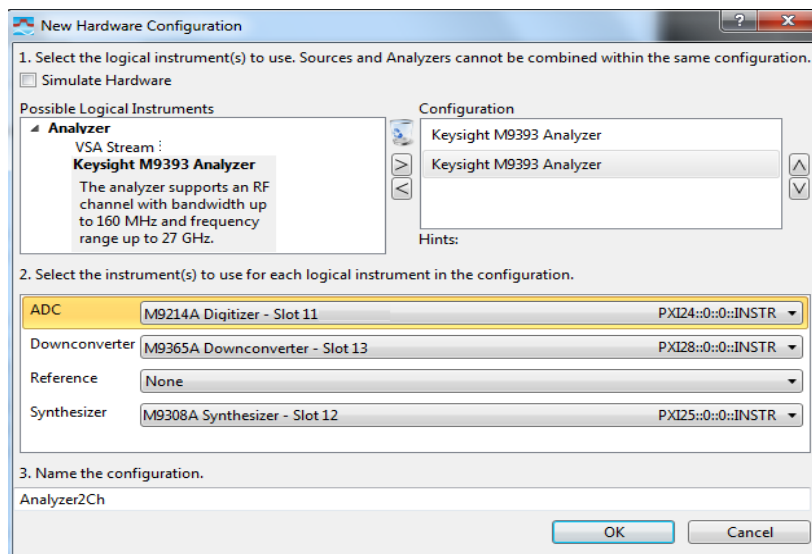 New Hardware Configuration
? x
1. Select the logical instrument(s) to use. Sources and Analyzers cannot be combined within the same configuration.
Simulate Hardware
Possible Logical Instruments
Analyzer
VSA Stream
Keysight M9393 Analyzer
The analyzer supports an RF
channel with bandwidth up
to 160 MHz and frequency
range up to 27 GHz.
>
<
Configuration
Keysight M9393 Analyzer
Keysight M9393 Analyzer
Hints:
2. Select the instrument(s) to use for each logical instrument in the configuration.
ADC M9214A Digitizer - Slot 11 PXI24::0::0::INSTR
Downconverter M9365A Downconverter - Slot 13 PXI28::0::0::INSTR
Reference None
Synthesizer M9308A Synthesizer - Slot 12 PXI25::0::0::INSTR
3. Name the configuration.
Analyzer2Ch
OK Cancel